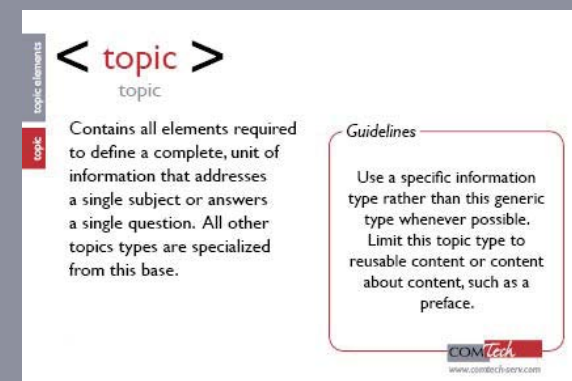 topic elements
topic
< topic >
topic
Contains all elements required
to define a complete, unit of
information that addresses
a single subject or answers
a single question. All other
topics types are specialized
from this base.
Guidelines
Use a specific information
type rather than this generic
type whenever possible.
Limit this topic type to
reusable content or content
about content, such as a
preface.
COMTech
www.comtech-serv.com